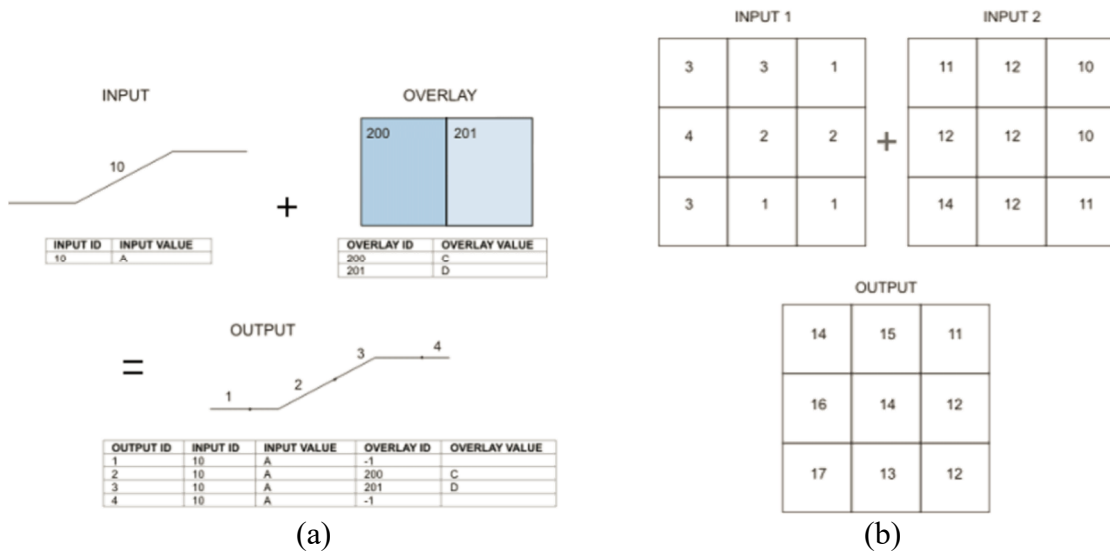 INPUT
10
INPUT ID INPUT VALUE
10 A
+
OVERLAY
200 201
OVERLAY ID OVERLAY VALUE
200 C
201 D
=
OUTPUT
1 2 3 4
OUTPUT ID INPUT ID INPUT VALUE OVERLAY ID OVERLAY VALUE
1 10 A -1
2 10 A 200 C
3 10 A 201 D
4 10 A -1
(a)
INPUT 1
3 3 1
4 2 2
3 1 1
+
INPUT 2
11 12 10
12 12 10
14 12 11
OUTPUT
14 15 11
16 14 12
17 13 12
(b)